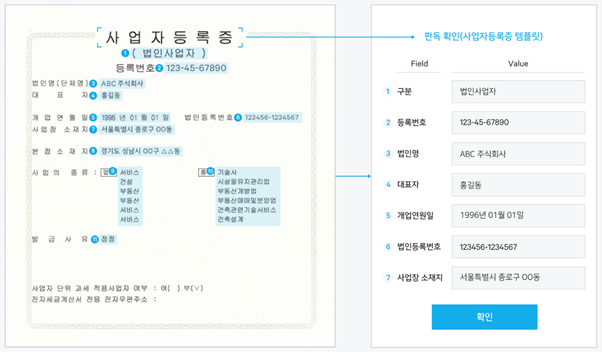 사업자등록증
1 ( 법인사업자 )
등록번호 2 123-45-67890
법인명(단체명) 3 ABC 주식회사
대 표 자 4 홍길동
개 업 연 월 일 5 1996 년 01 월 01 일 법인등록번호 6 123456-1234567
사업장 소재지 7 서울특별시 종로구 OO동
본 점 소 재 지 8 경기도 성남시 OO구 △△동
사 업 의 종 류 : 업 9 서비스 종 10 기술사
건설 시설물유지관리업
부동산 부동산개발업
부동산 부동산매매및분양업
서비스 건축관련기술서비스
서비스 건축설계
발 급 사 유 11 정정
사업자 단위 과세 적용사업자 여부 : 여( ) 부(∨)
전자세금계산서 전용 전자우편주소 :
판독 확인(사업자등록증 템플릿)
Field Value
1 구분 법인사업자
2 등록번호 123-45-67890
3 법인명 ABC 주식회사
4 대표자 홍길동
5 개업연원일 1996년 01월 01일
6 법인등록번호 123456-1234567
7 사업장 소재지 서울특별시 종로구 OO동
확인